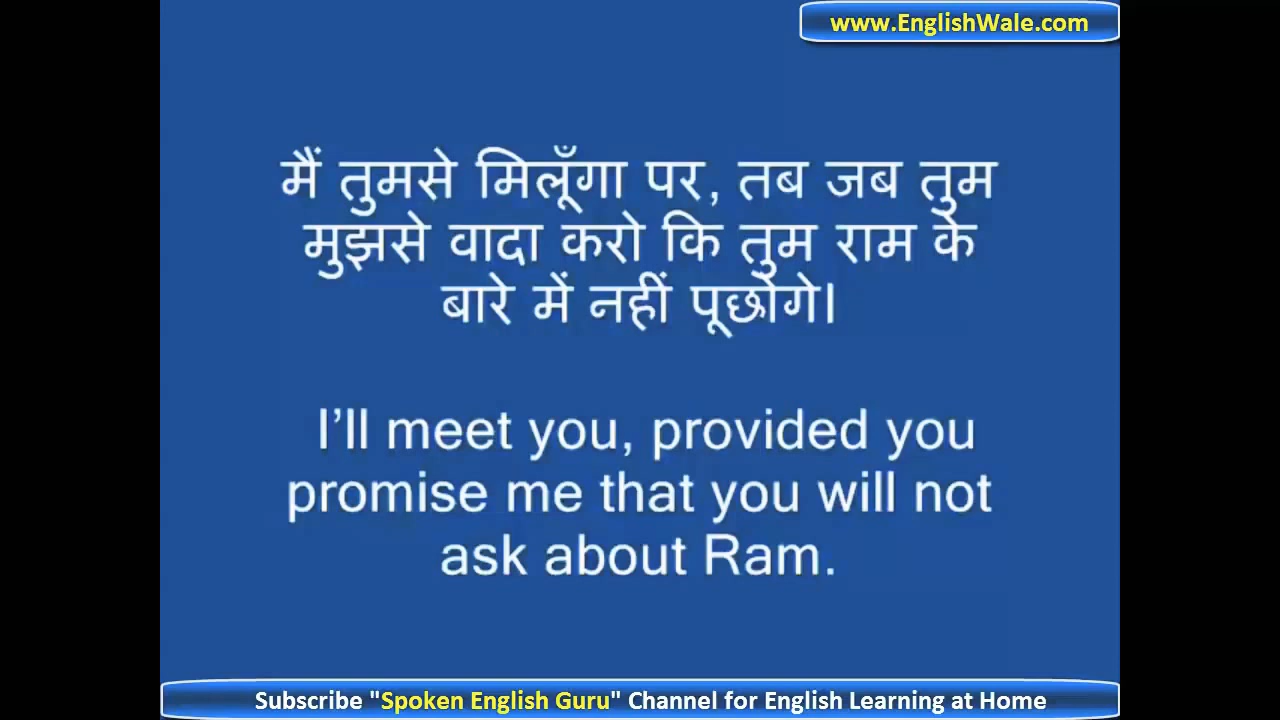 www.EnglishWale.com
मैं तुमसे मिलूँगा पर, तब जब तुम
मुझसे वादा करो कि तुम राम के
बारे में नहीं पूछोगे।
I'll meet you, provided you
promise me that you will not
ask about Ram.
Subscribe "Spoken English Guru" Channel for English Learning at Home